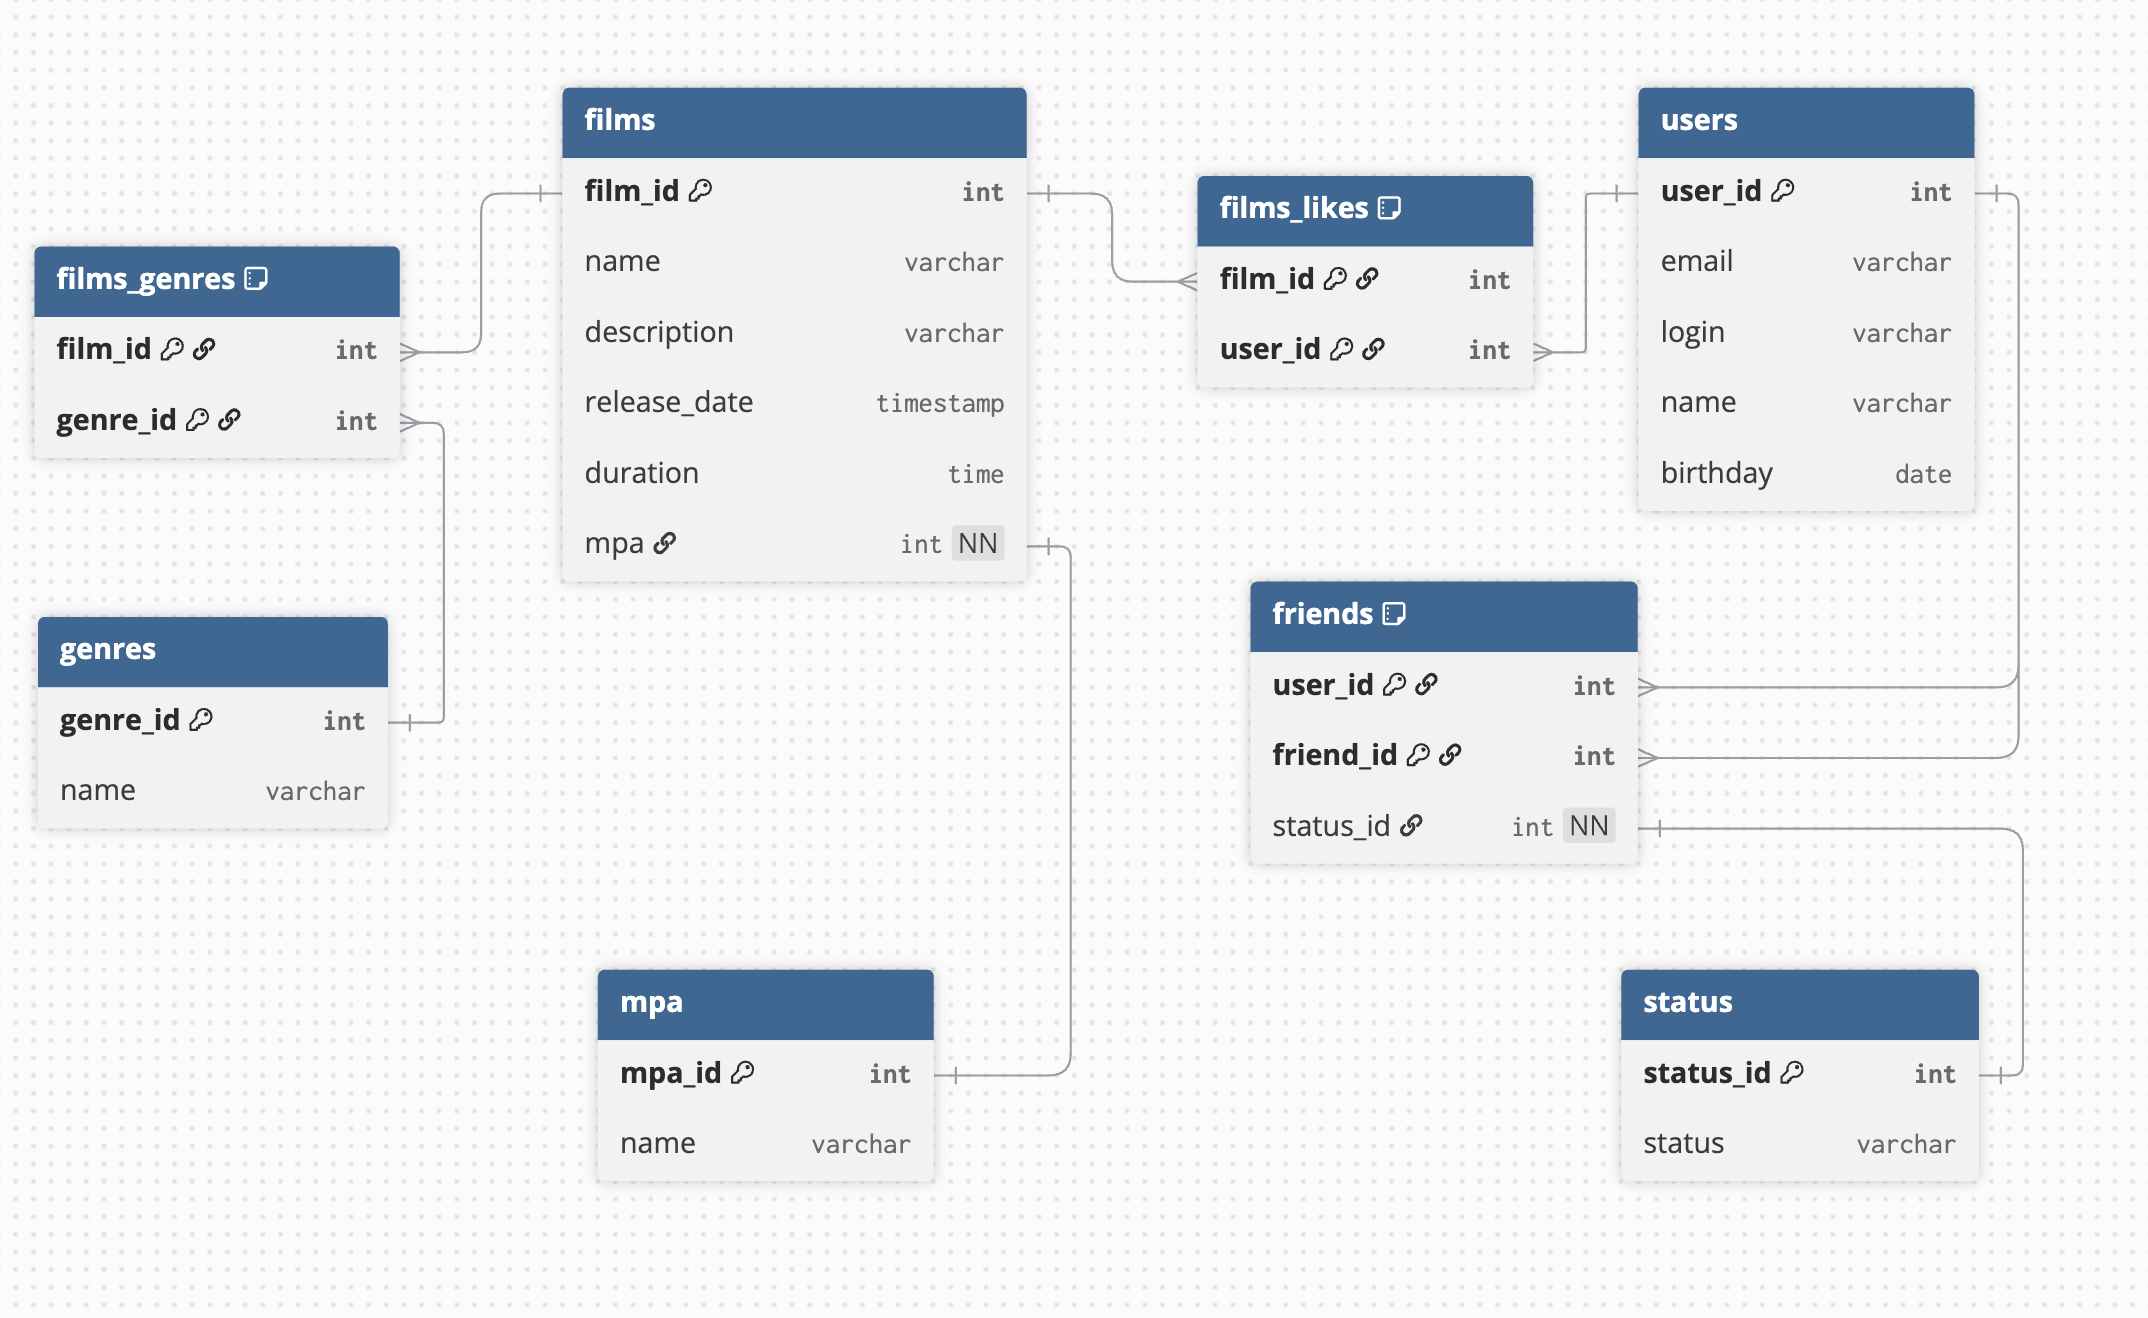 films
film_id int
name varchar
description varchar
release_date timestamp
duration time
mpa int NN
films_genres
film_id int
genre_id int
genres
genre_id int
name varchar
films_likes
film_id int
user_id int
users
user_id int
email varchar
login varchar
name varchar
birthday date
friends
user_id int
friend_id int
status_id int NN
mpa
mpa_id int
name varchar
status
status_id int
status varchar